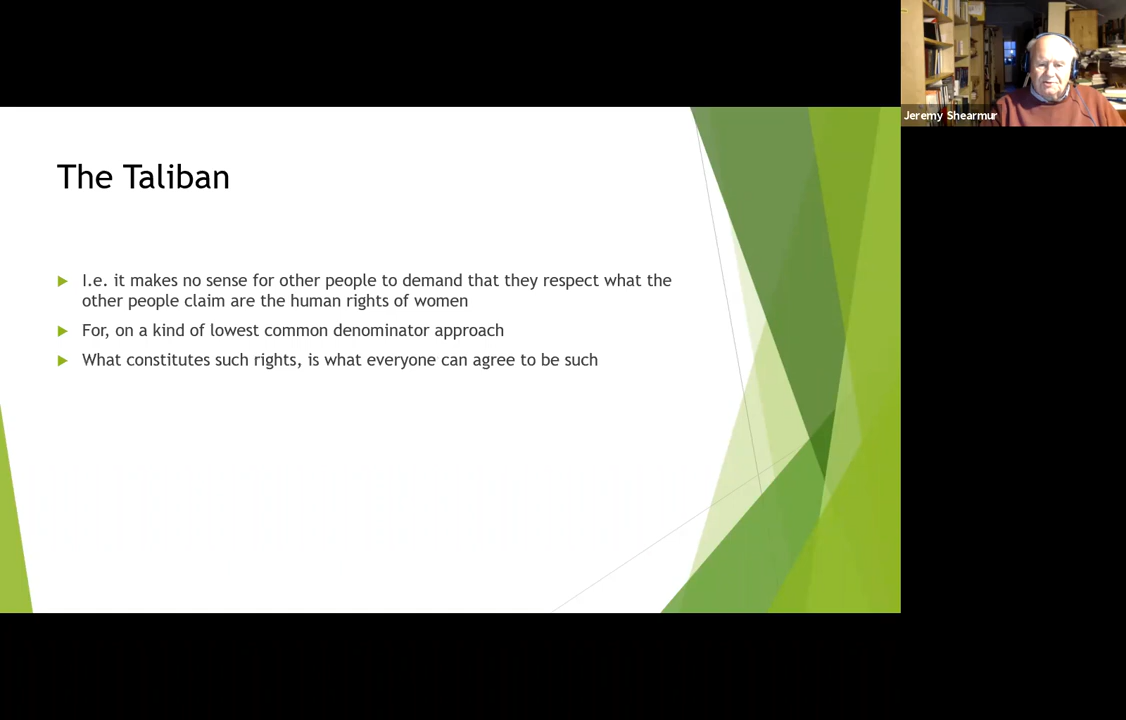 Jeremy Shearmur
The Taliban
I.e. it makes no sense for other people to demand that they respect what the
other people claim are the human rights of women
For, on a kind of lowest common denominator approach
What constitutes such rights, is what everyone can agree to be such